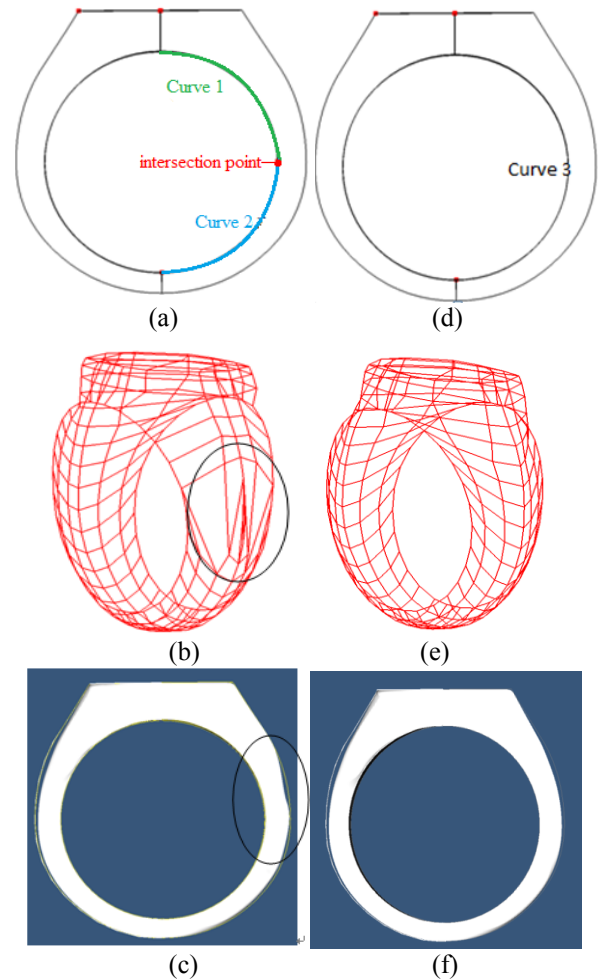 Curve 1
intersection point
Curve 2
Curve 3
(a)
(d)
(b)
(e)
(c)
(f)